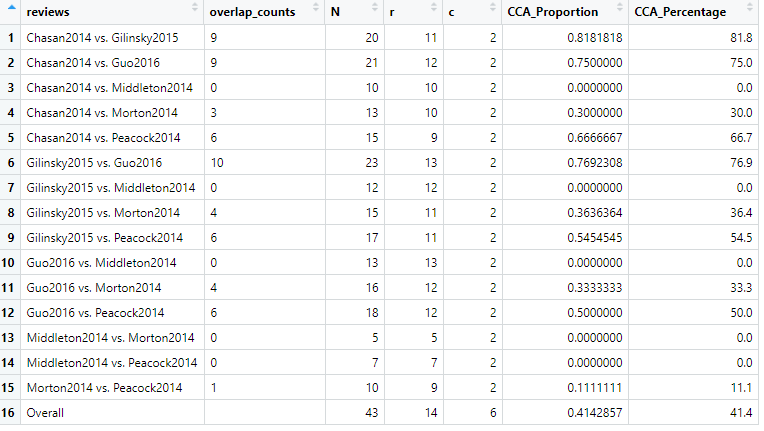 reviews overlap_counts N r c CCA_Proportion CCA_Percentage
1 Chasan2014 vs. Gilinsky2015 9 20 11 2 0.8181818 81.8
2 Chasan2014 vs. Guo2016 9 21 12 2 0.7500000 75.0
3 Chasan2014 vs. Middleton2014 0 10 10 2 0.0000000 0.0
4 Chasan2014 vs. Morton2014 3 13 10 2 0.3000000 30.0
5 Chasan2014 vs. Peacock2014 6 15 9 2 0.6666667 66.7
6 Gilinsky2015 vs. Guo2016 10 23 13 2 0.7692308 76.9
7 Gilinsky2015 vs. Middleton2014 0 12 12 2 0.0000000 0.0
8 Gilinsky2015 vs. Morton2014 4 15 11 2 0.3636364 36.4
9 Gilinsky2015 vs. Peacock2014 6 17 11 2 0.5454545 54.5
10 Guo2016 vs. Middleton2014 0 13 13 2 0.0000000 0.0
11 Guo2016 vs. Morton2014 4 16 12 2 0.3333333 33.3
12 Guo2016 vs. Peacock2014 6 18 12 2 0.5000000 50.0
13 Middleton2014 vs. Morton2014 0 5 5 2 0.0000000 0.0
14 Middleton2014 vs. Peacock2014 0 7 7 2 0.0000000 0.0
15 Morton2014 vs. Peacock2014 1 10 9 2 0.1111111 11.1
16 Overall 43 14 6 0.4142857 41.4